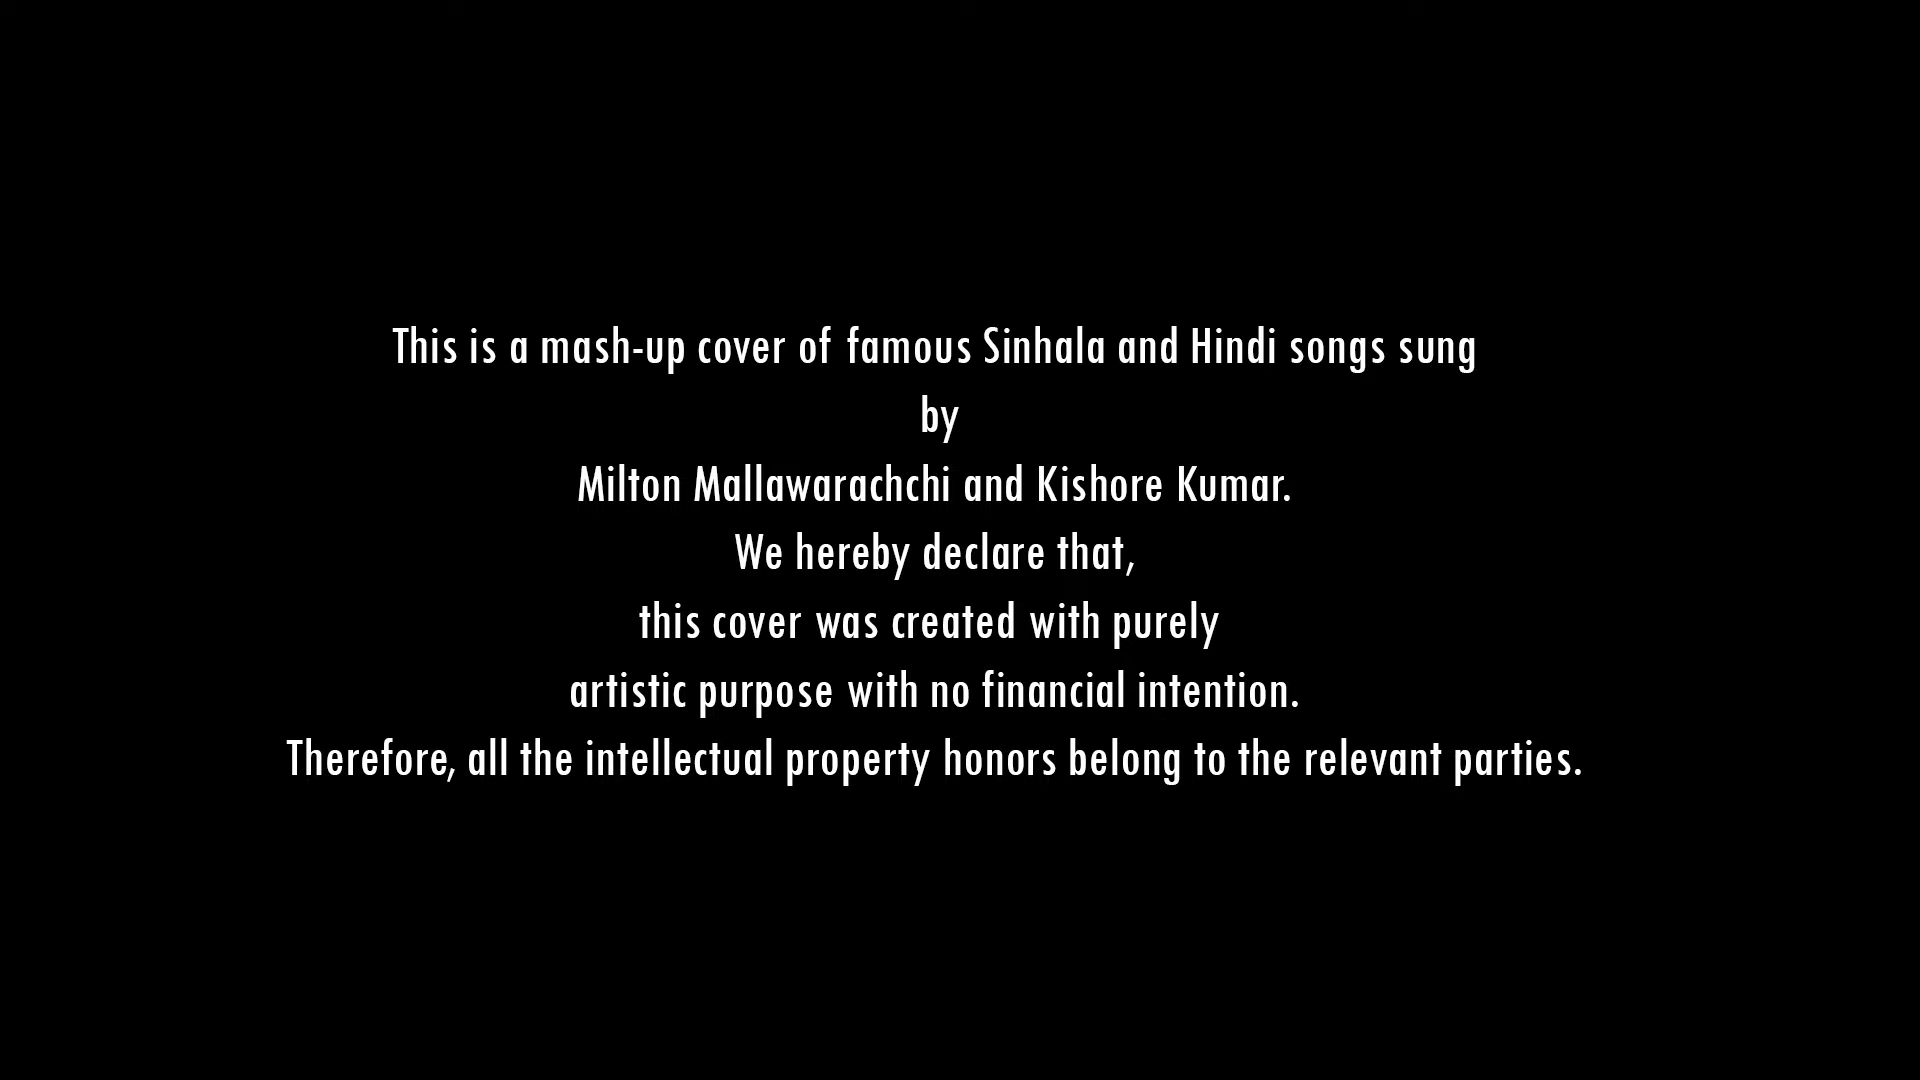 This is a mash-up cover of famous Sinhala and Hindi songs sung
by
Milton Mallawarachchi and Kishore Kumar.
We hereby declare that,
this cover was created with purely
artistic purpose with no financial intention.
Therefore, all the intellectual property honors belong to the relevant parties.